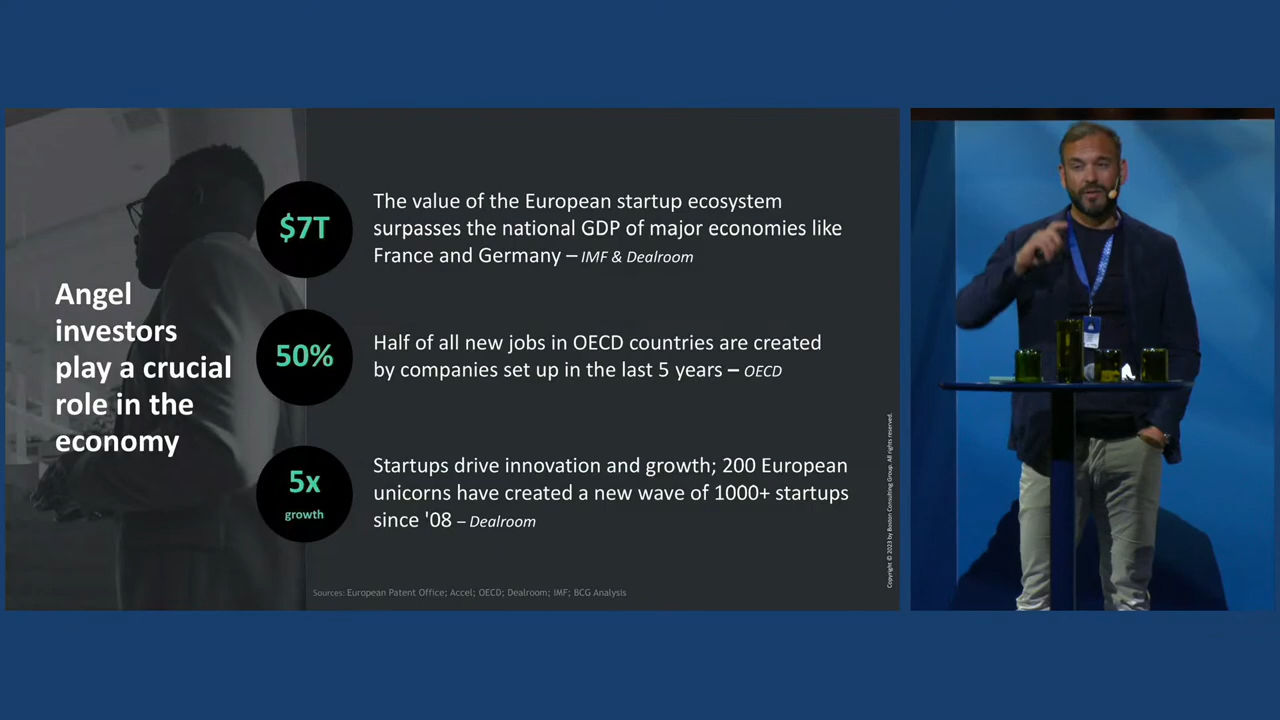 Angel
investors
play a crucial
role in the
economy
$7T
The value of the European startup ecosystem
surpasses the national GDP of major economies like
France and Germany – IMF & Dealroom
50%
Half of all new jobs in OECD countries are created
by companies set up in the last 5 years – OECD
5x
growth
Startups drive innovation and growth; 200 European
unicorns have created a new wave of 1000+ startups
since '08 – Dealroom
Sources: European Patent Office; Accel; OECD; Dealroom; IMF; BCG Analysis
Copyright © 2023 by Boston Consulting Group. All rights reserved.